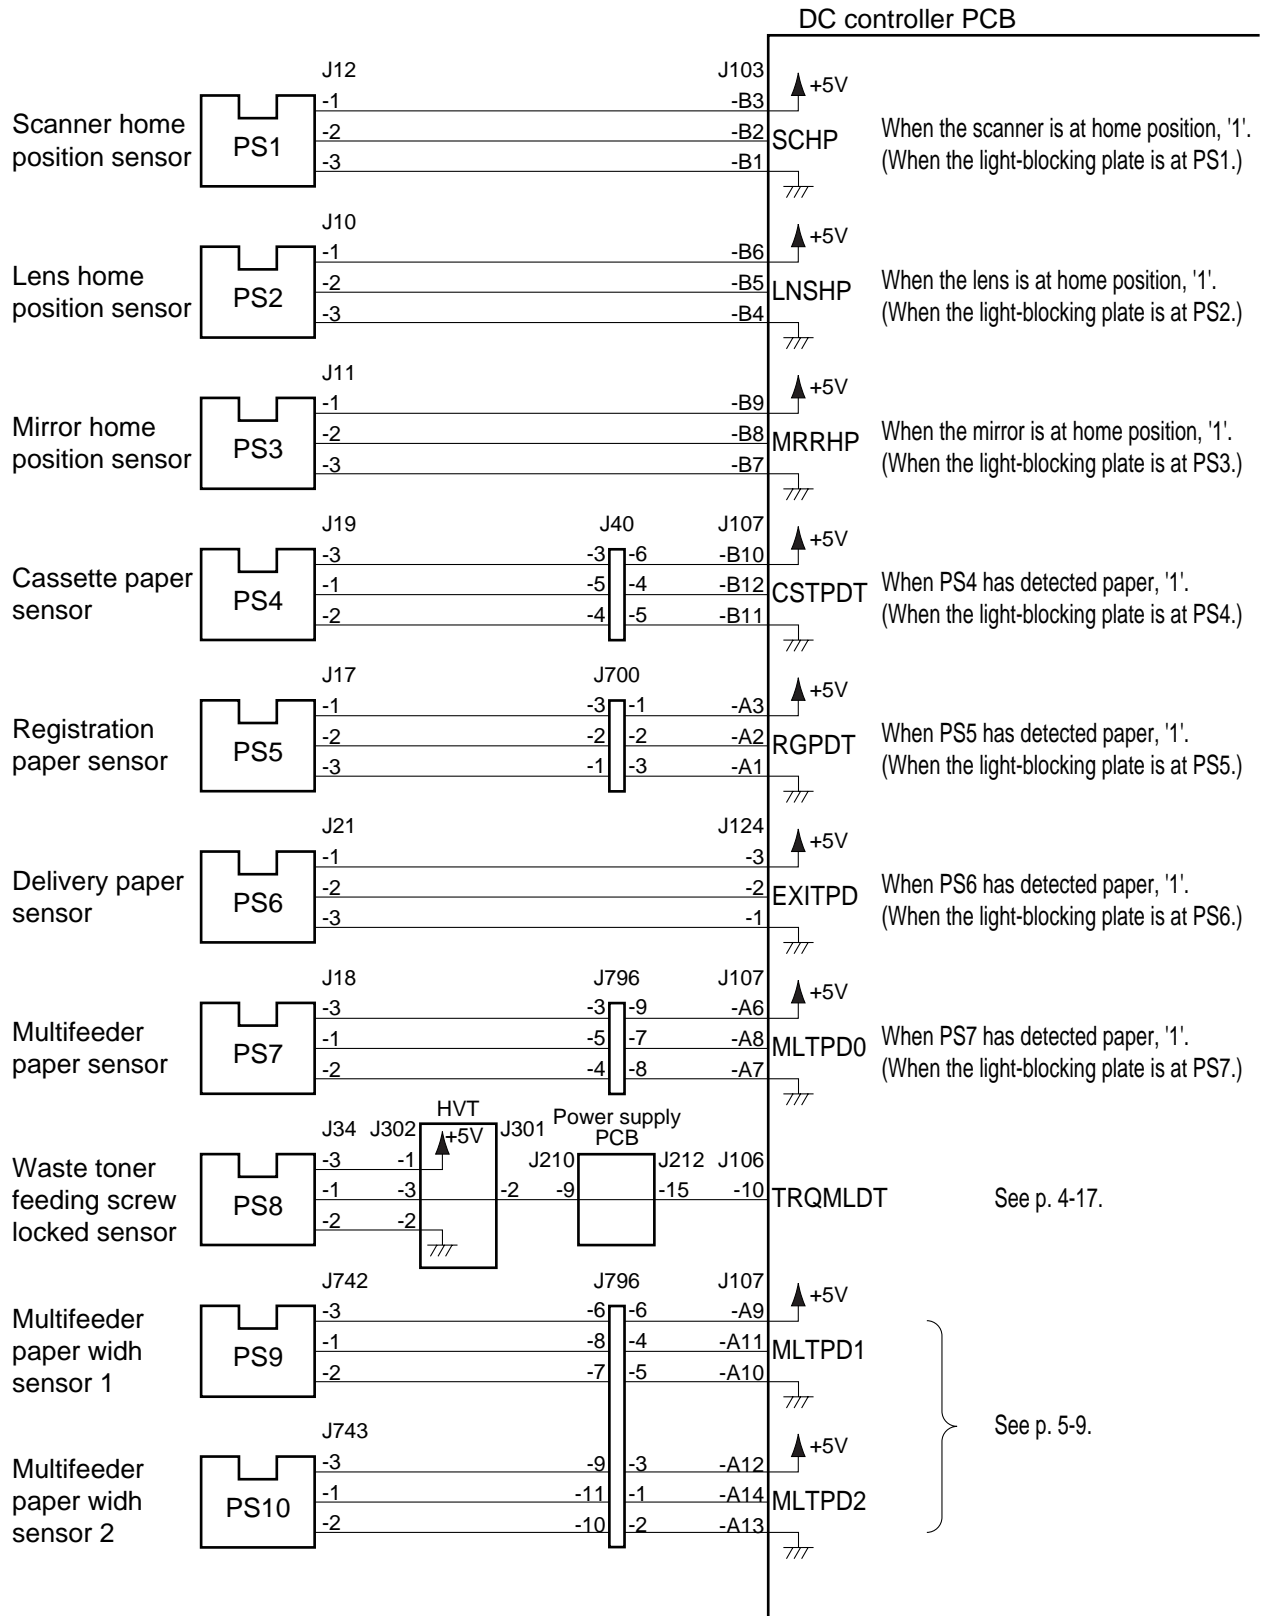 DC controller PCB
J12 J103
-1 -B3 +5V
Scanner home
position sensor
PS1
-2 -B2 SCHP
-3 -B1
When the scanner is at home position, '1'.
(When the light-blocking plate is at PS1.)
J10
-1 -B6 +5V
Lens home
position sensor
PS2
-2 -B5 LNSHP
-3 -B4
When the lens is at home position, '1'.
(When the light-blocking plate is at PS2.)
J11
-1 -B9 +5V
Mirror home
position sensor
PS3
-2 -B8 MRRHP
-3 -B7
When the mirror is at home position, '1'.
(When the light-blocking plate is at PS3.)
J19 J40 J107
-3 -3 -6 -B10 +5V
Cassette paper
sensor
PS4
-1 -5 -4 -B12 CSTPDT
-2 -4 -5 -B11
When PS4 has detected paper, '1'.
(When the light-blocking plate is at PS4.)
J17 J700
-1 -3 -1 -A3 +5V
Registration
paper sensor
PS5
-2 -2 -2 -A2 RGPDT
-3 -1 -3 -A1
When PS5 has detected paper, '1'.
(When the light-blocking plate is at PS5.)
J21 J124
-1 -3 +5V
Delivery paper
sensor
PS6
-2 -2 EXITPD
-3 -1
When PS6 has detected paper, '1'.
(When the light-blocking plate is at PS6.)
J18 J796 J107
-3 -3 -9 -A6 +5V
Multifeeder
paper sensor
PS7
-1 -5 -7 -A8 MLTPD0
-2 -4 -8 -A7
When PS7 has detected paper, '1'.
(When the light-blocking plate is at PS7.)
HVT
Power supply
PCB
J34 J302 +5V J301 J210 J212 J106
-3 -1
Waste toner
feeding screw
locked sensor
PS8
-1 -3 -2 -9 -15 -10 TRQMLDT
-2 -2
See p. 4-17.
J742 J796 J107
-3 -6 -6 -A9 +5V
Multifeeder
paper widh
sensor 1
PS9
-1 -8 -4 -A11 MLTPD1
-2 -7 -5 -A10
See p. 5-9.
J743
-3 -9 -3 -A12 +5V
Multifeeder
paper widh
sensor 2
PS10
-1 -11 -1 -A14 MLTPD2
-2 -10 -2 -A13